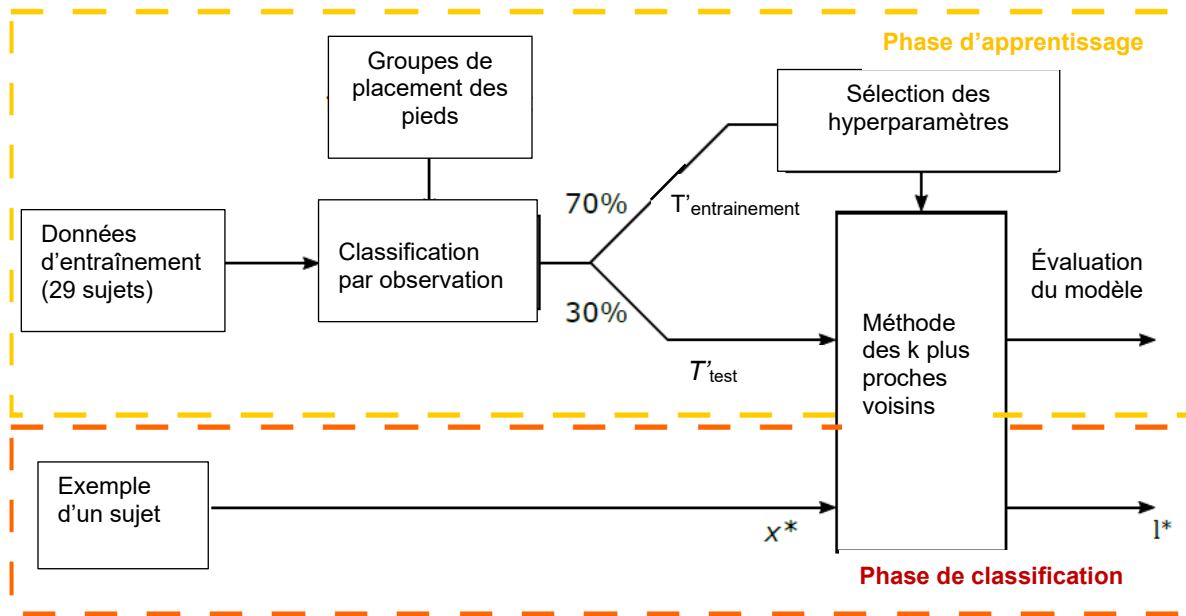 Phase d'apprentissage
Groupes de
placement des
pieds
Sélection des
hyperparamètres
70%
T'entrainement
Données
d'entraînement
(29 sujets)
Classification
par observation
Évaluation
du modèle
30%
T'test
Méthode
des k plus
proches
voisins
Exemple
d'un sujet
x*
l*
Phase de classification